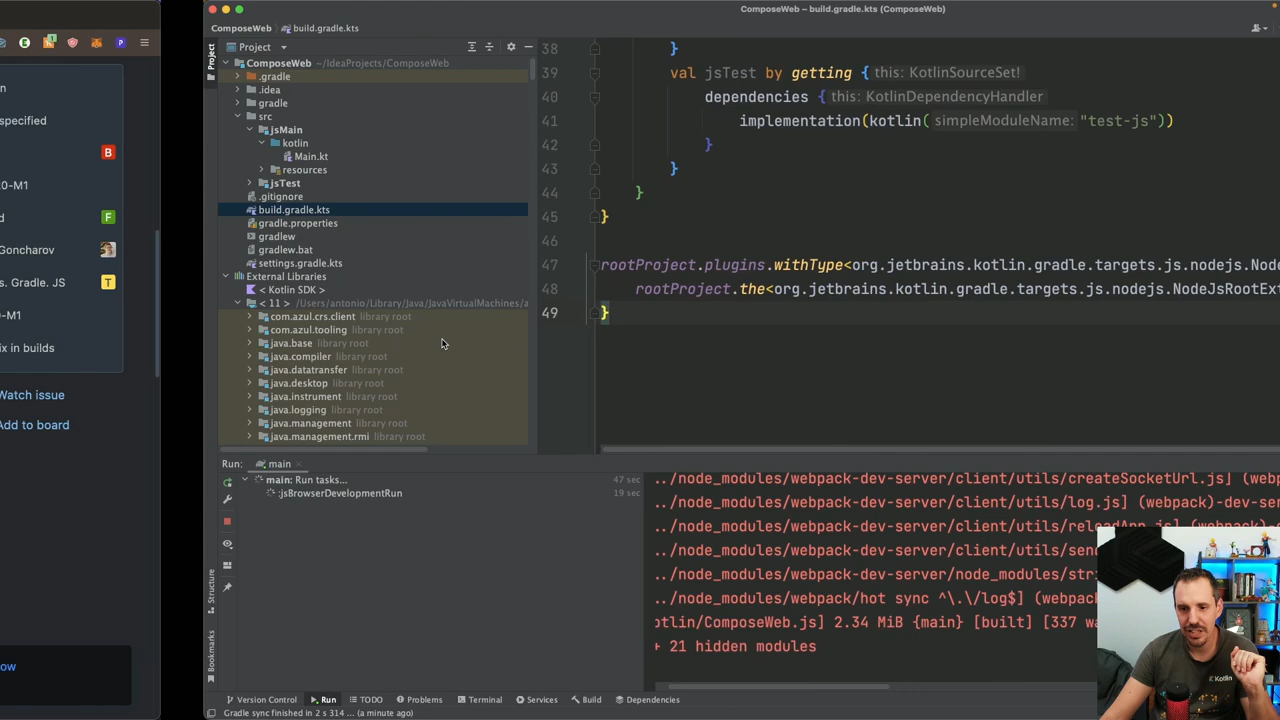 ComposeWeb – build.gradle.kts (ComposeWeb)
ComposeWeb
build.gradle.kts
Project
Project
ComposeWeb ~/IdeaProjects/ComposeWeb
.gradle
.idea
gradle
src
jsMain
kotlin
Main.kt
resources
jsTest
.gitignore
build.gradle.kts
gradle.properties
gradlew
gradlew.bat
settings.gradle.kts
External Libraries
< Kotlin SDK >
< 11 > /Users/antonio/Library/Java/JavaVirtualMachines/a
com.azul.crs.client library root
com.azul.tooling library root
java.base library root
java.compiler library root
java.datatransfer library root
java.desktop library root
java.instrument library root
java.logging library root
java.management library root
java.management.rmi library root
38 }
39 val jsTest by getting { this: KotlinSourceSet!
40 dependencies { this: KotlinDependencyHandler
41 implementation(kotlin( simpleModuleName: "test-js"))
42 }
43 }
44 }
45 }
46
47 rootProject.plugins.withType<org.jetbrains.kotlin.gradle.targets.js.nodejs.Node
48 rootProject.the<org.jetbrains.kotlin.gradle.targets.js.nodejs.NodeJsRootExt
49 }
n
specified
B
0-M1
d
F
Goncharov
s. Gradle. JS
T
0-M1
ix in builds
Watch issue
Add to board
ow
Run: main
main: Run tasks... 47 sec
:jsBrowserDevelopmentRun 19 sec
../node_modules/webpack-dev-server/client/utils/createSocketUrl.js] (webp
../node_modules/webpack-dev-server/client/utils/log.js] (webpack)-dev-ser
../node_modules/webpack-dev-server/client/utils/reloadApp.js] (webpack)-d
../node_modules/webpack-dev-server/client/utils/sen
../node_modules/webpack-dev-server/node_modules/str
../node_modules/webpack/hot sync ^\.\/log$] (webpa
otlin/ComposeWeb.js] 2.34 MiB {main} [built] [337 wa
+ 21 hidden modules
Structure
Bookmarks
Kotlin
Version Control Run TODO Problems Terminal Services Build Dependencies
Gradle sync finished in 2 s 314 ... (a minute ago)